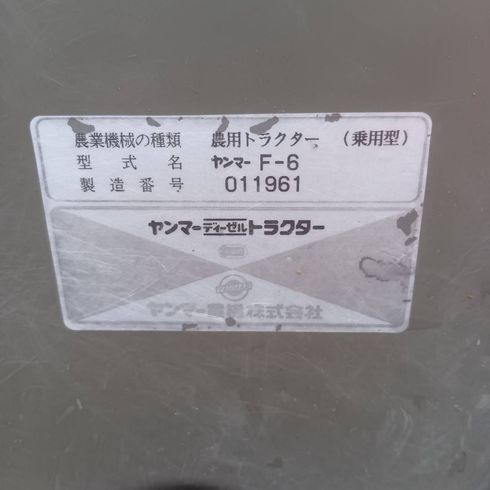 農業機械の種類 農用トラクター (乗用型)
型式名 ヤンマー F-6
製造番号 011961
ヤンマーディーゼルトラクター
ヤンマー農機株式会社